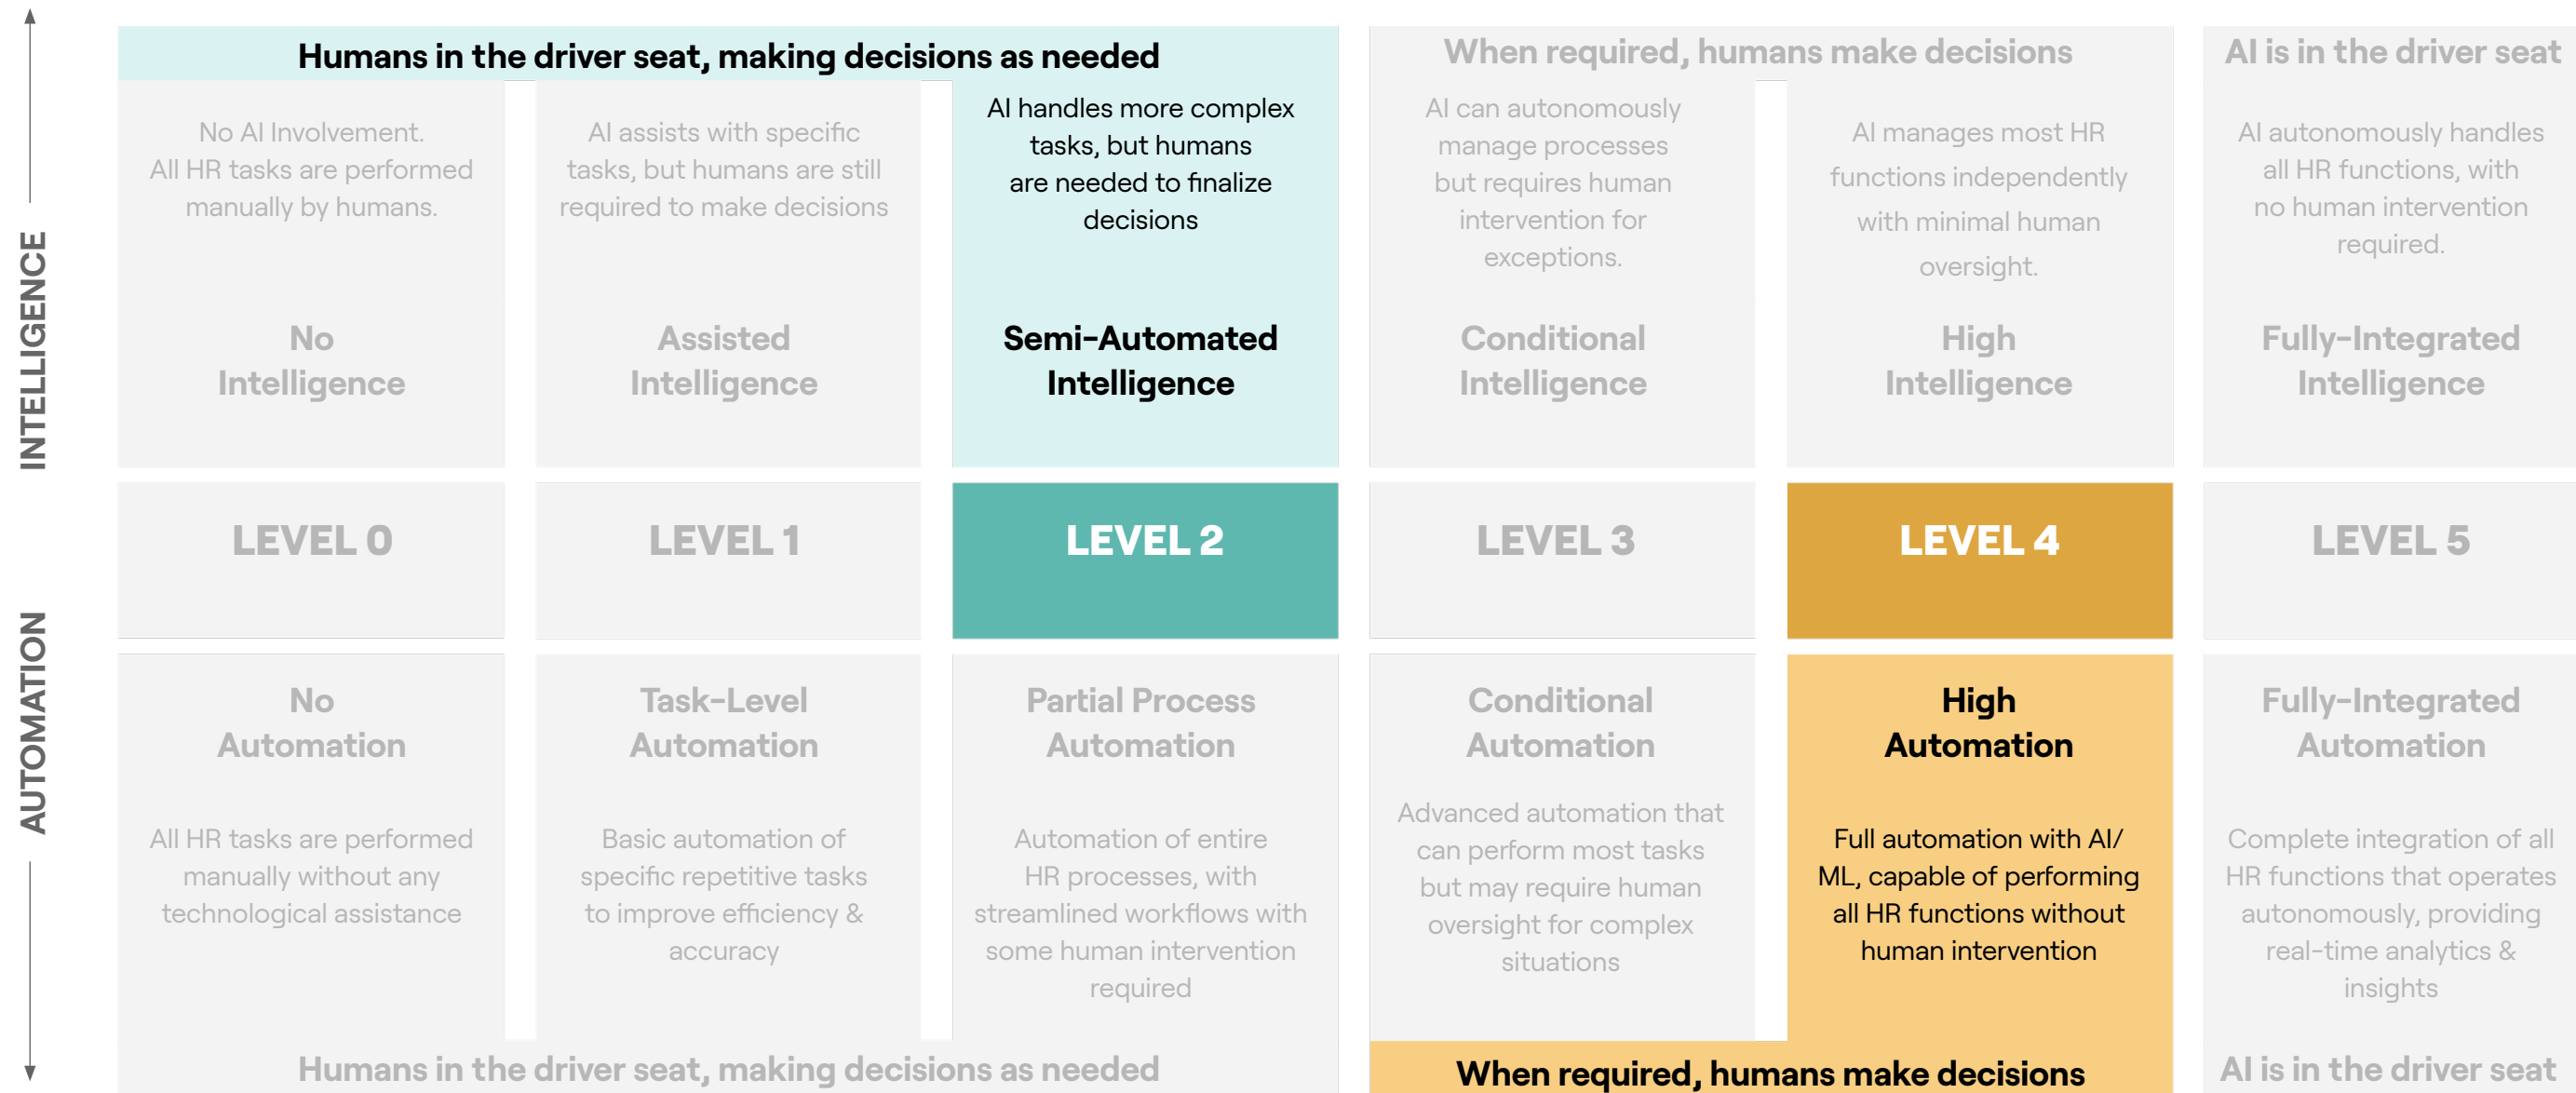 Humans in the driver seat, making decisions as needed
When required, humans make decisions
AI is in the driver seat
No AI Involvement.
All HR tasks are performed
manually by humans.
No
Intelligence
AI assists with specific
tasks, but humans are still
required to make decisions
Assisted
Intelligence
AI handles more complex
tasks, but humans
are needed to finalize
decisions
Semi-Automated
Intelligence
AI can autonomously
manage processes
but requires human
intervention for
exceptions.
Conditional
Intelligence
AI manages most HR
functions independently
with minimal human
oversight.
High
Intelligence
AI autonomously handles
all HR functions, with
no human intervention
required.
Fully-Integrated
Intelligence
INTELLIGENCE
LEVEL 0
LEVEL 1
LEVEL 2
LEVEL 3
LEVEL 4
LEVEL 5
AUTOMATION
No
Automation
All HR tasks are performed
manually without any
technological assistance
Task-Level
Automation
Basic automation of
specific repetitive tasks
to improve efficiency &
accuracy
Partial Process
Automation
Automation of entire
HR processes, with
streamlined workflows with
some human intervention
required
Conditional
Automation
Advanced automation that
can perform most tasks
but may require human
oversight for complex
situations
High
Automation
Full automation with AI/
ML, capable of performing
all HR functions without
human intervention
Fully-Integrated
Automation
Complete integration of all
HR functions that operates
autonomously, providing
real-time analytics &
insights
Humans in the driver seat, making decisions as needed
When required, humans make decisions
AI is in the driver seat